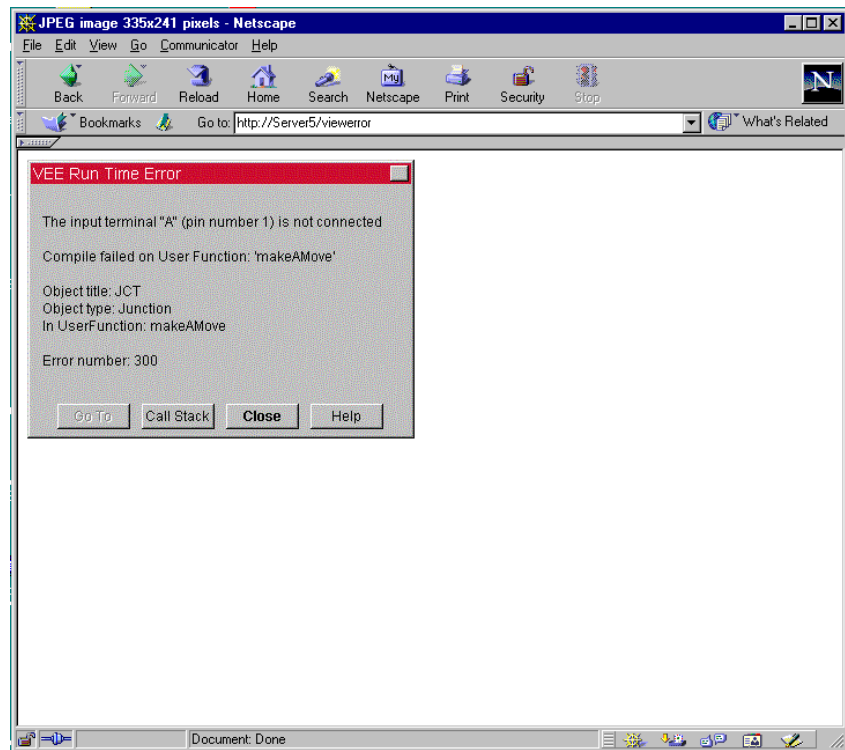 JPEG image 335x241 pixels - Netscape
File Edit View Go Communicator Help
Back Forward Reload Home Search Netscape Print Security Stop
My
N
Bookmarks Go to: http://Server5/viewerror What's Related
VEE Run Time Error
The input terminal "A" (pin number 1) is not connected
Compile failed on User Function: 'makeAMove'
Object title: JCT
Object type: Junction
In UserFunction: makeAMove
Error number: 300
Go To Call Stack Close Help
Document: Done